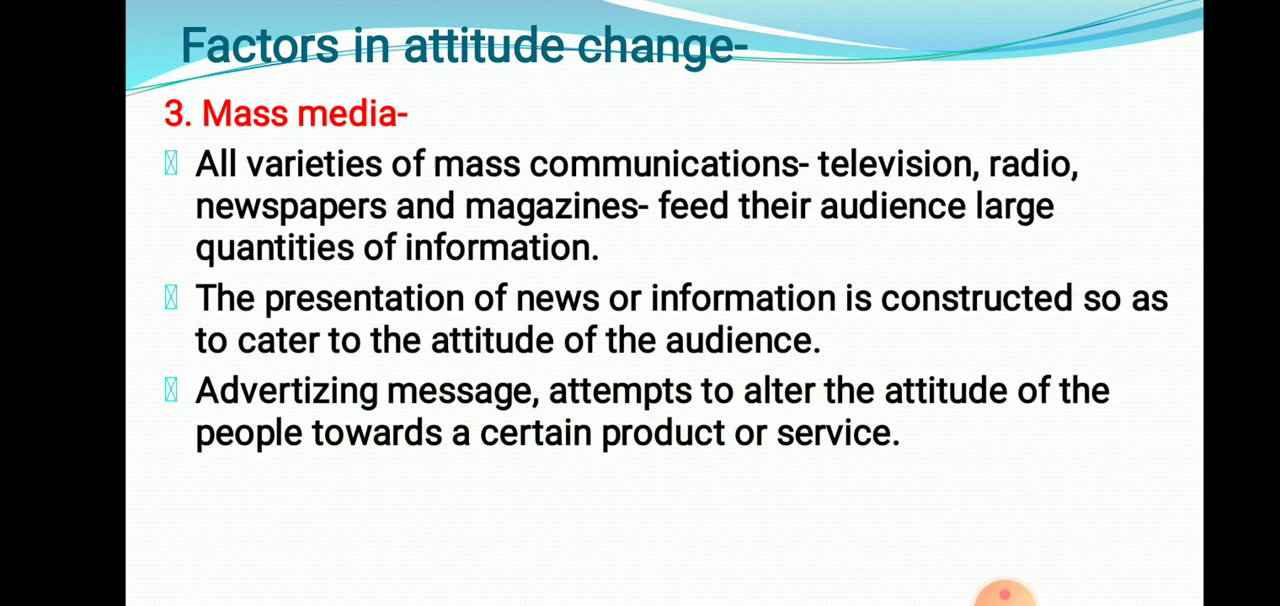 Factors in attitude change-
3. Mass media-
All varieties of mass communications- television, radio,
newspapers and magazines- feed their audience large
quantities of information.
The presentation of news or information is constructed so as
to cater to the attitude of the audience.
Advertizing message, attempts to alter the attitude of the
people towards a certain product or service.